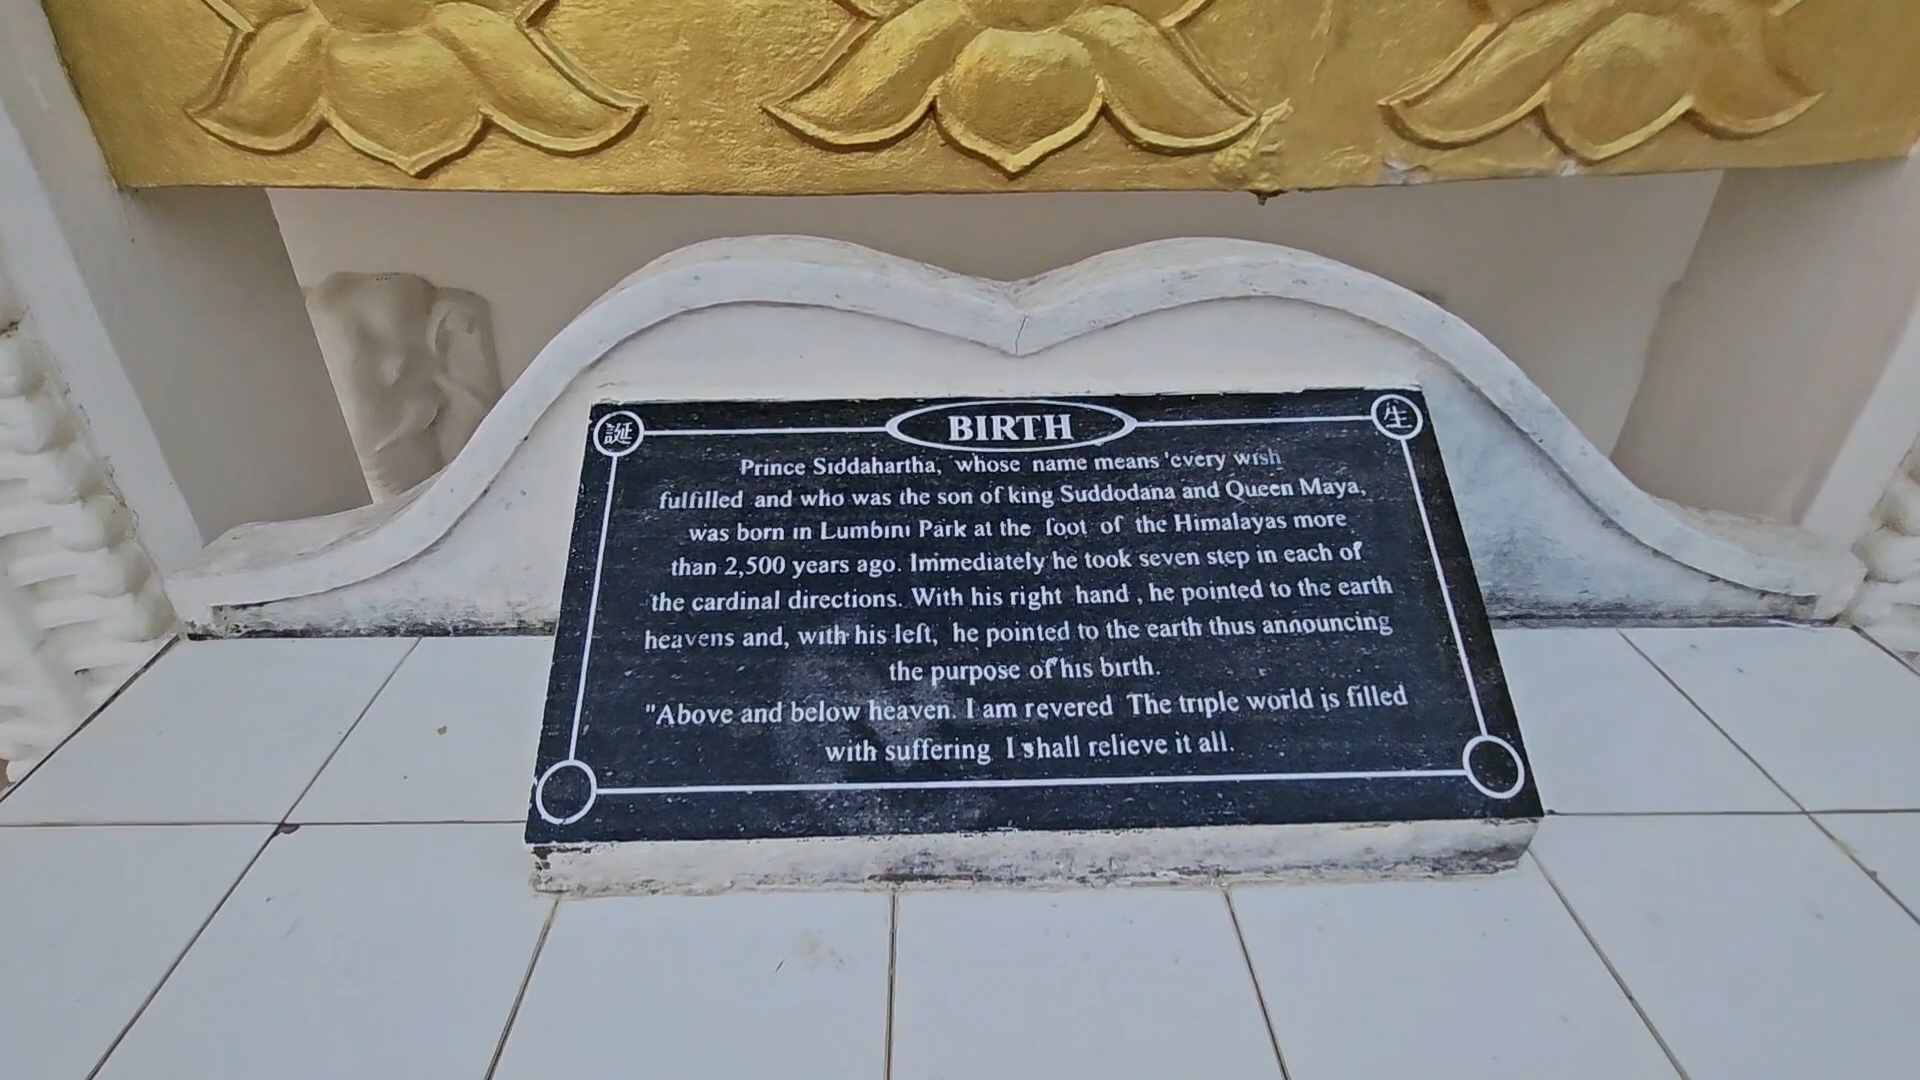 誕 BIRTH 生
Prince Siddahartha, whose name means 'every wish
fulfilled and who was the son of king Suddodana and Queen Maya,
was born in Lumbini Park at the foot of the Himalayas more
than 2,500 years ago. Immediately he took seven step in each of
the cardinal directions. With his right hand , he pointed to the earth
heavens and, with his left, he pointed to the earth thus announcing
the purpose of his birth.
"Above and below heaven. I am revered The triple world is filled
with suffering I shall relieve it all.